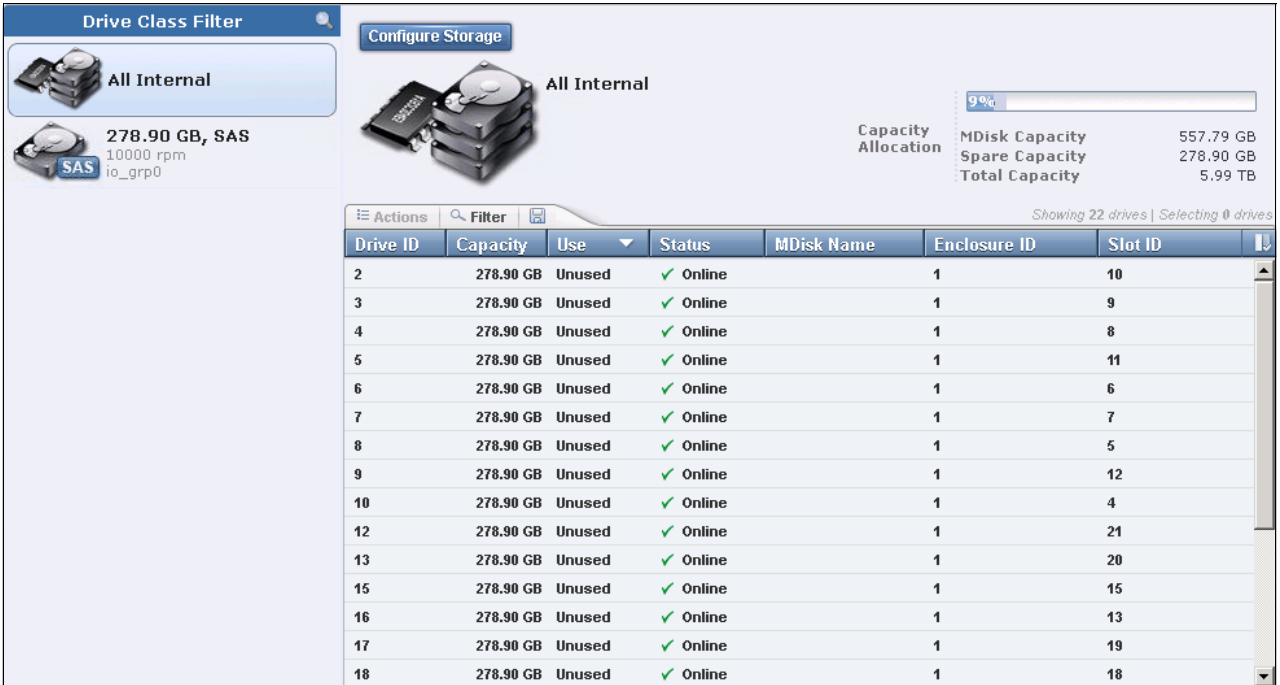 Drive Class Filter
All Internal
278.90 GB, SAS
10000 rpm
io_grp0
SAS
Configure Storage
All Internal
9%
Capacity Allocation
MDisk Capacity 557.79 GB
Spare Capacity 278.90 GB
Total Capacity 5.99 TB
Actions Filter
Showing 22 drives | Selecting 0 drives
Drive ID Capacity Use Status MDisk Name Enclosure ID Slot ID
2 278.90 GB Unused Online 1 10
3 278.90 GB Unused Online 1 9
4 278.90 GB Unused Online 1 8
5 278.90 GB Unused Online 1 11
6 278.90 GB Unused Online 1 6
7 278.90 GB Unused Online 1 7
8 278.90 GB Unused Online 1 5
9 278.90 GB Unused Online 1 12
10 278.90 GB Unused Online 1 4
12 278.90 GB Unused Online 1 21
13 278.90 GB Unused Online 1 20
15 278.90 GB Unused Online 1 15
16 278.90 GB Unused Online 1 13
17 278.90 GB Unused Online 1 19
18 278.90 GB Unused Online 1 18